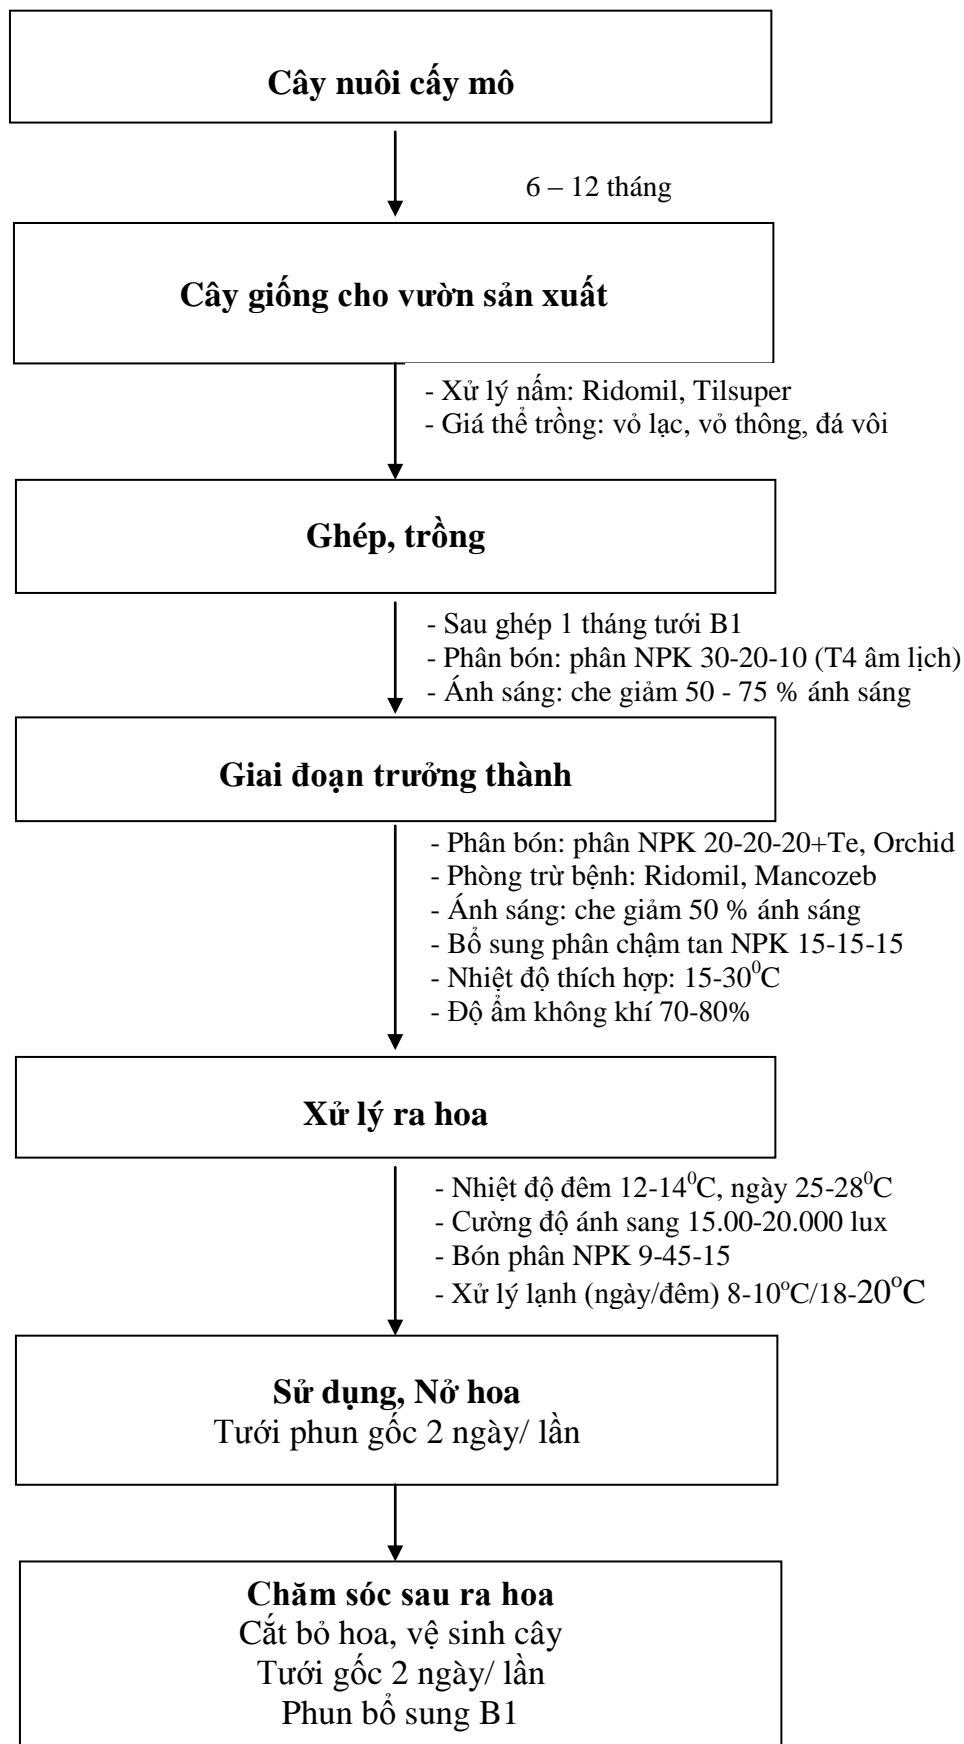 Cây nuôi cấy mô
6 – 12 tháng
Cây giống cho vườn sản xuất
- Xử lý nấm: Ridomil, Tilsuper
- Giá thể trồng: vỏ lạc, vỏ thông, đá vôi
Ghép, trồng
- Sau ghép 1 tháng tưới B1
- Phân bón: phân NPK 30-20-10 (T4 âm lịch)
- Ánh sáng: che giảm 50 - 75 % ánh sáng
Giai đoạn trưởng thành
- Phân bón: phân NPK 20-20-20+Te, Orchid
- Phòng trừ bệnh: Ridomil, Mancozeb
- Ánh sáng: che giảm 50 % ánh sáng
- Bổ sung phân chậm tan NPK 15-15-15
- Nhiệt độ thích hợp: 15-30⁰C
- Độ ẩm không khí 70-80%
Xử lý ra hoa
- Nhiệt độ đêm 12-14⁰C, ngày 25-28⁰C
- Cường độ ánh sang 15.00-20.000 lux
- Bón phân NPK 9-45-15
- Xử lý lạnh (ngày/đêm) 8-10ᵒC/18-20ᵒC
Sử dụng, Nở hoa
Tưới phun gốc 2 ngày/ lần
Chăm sóc sau ra hoa
Cắt bỏ hoa, vệ sinh cây
Tưới gốc 2 ngày/ lần
Phun bổ sung B1